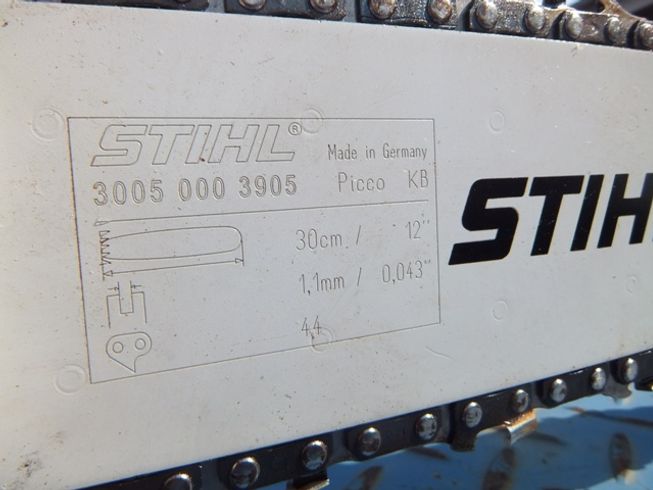 STIHL®
Made in Germany
3005 000 3905 Picco KB
30cm / 12"
1,1mm / 0,043"
44
STIH